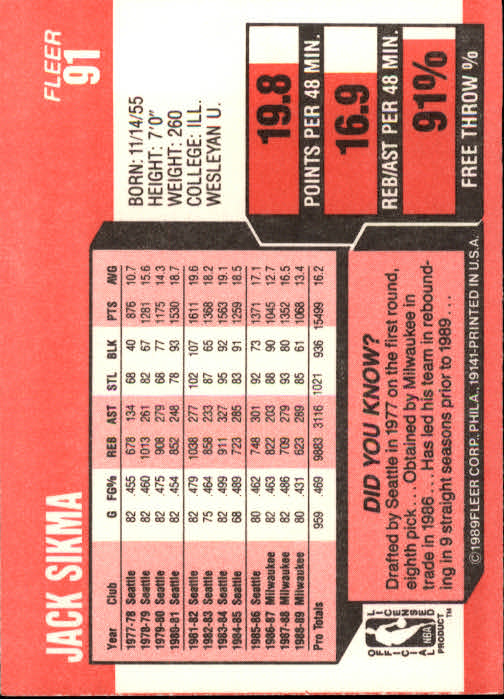 FLEER
91
JACK SIKMA
BORN: 11/14/55
HEIGHT: 7'0"
WEIGHT: 260
COLLEGE: ILL.
WESLEYAN U.
19.8
POINTS PER 48 MIN.
16.9
REB/AST PER 48 MIN.
91%
FREE THROW %
Year Club G FG% REB AST STL BLK PTS AVG
1977-78 Seattle 82 .455 678 134 68 40 876 10.7
1978-79 Seattle 82 .460 1013 261 82 67 1281 15.6
1979-80 Seattle 82 .475 908 279 68 77 1175 14.3
1980-81 Seattle 82 .454 852 248 78 93 1530 18.7
1981-82 Seattle 82 .479 1038 277 102 107 1611 19.6
1982-83 Seattle 75 .464 858 233 87 65 1368 18.2
1983-84 Seattle 82 .499 911 327 95 92 1563 19.1
1984-85 Seattle 68 .489 723 285 83 91 1259 18.5
1985-86 Seattle 80 .462 748 301 92 73 1371 17.1
1986-87 Milwaukee 82 .463 822 203 88 90 1045 12.7
1987-88 Milwaukee 82 .486 709 279 93 80 1352 16.5
1988-89 Milwaukee 80 .431 623 289 85 61 1068 13.4
Pro Totals 959 .469 9883 3116 1021 936 15499 16.2
DID YOU KNOW?
Drafted by Seattle in 1977 on the first round,
eighth pick . . . Obtained by Milwaukee in
trade in 1986 . . . Has led his team in rebound-
ing in 9 straight seasons prior to 1989 . . .
OFFICIAL
LICENSED
NBA
PRODUCT™
©1989 FLEER CORP., PHILA., 19141-PRINTED IN U.S.A.